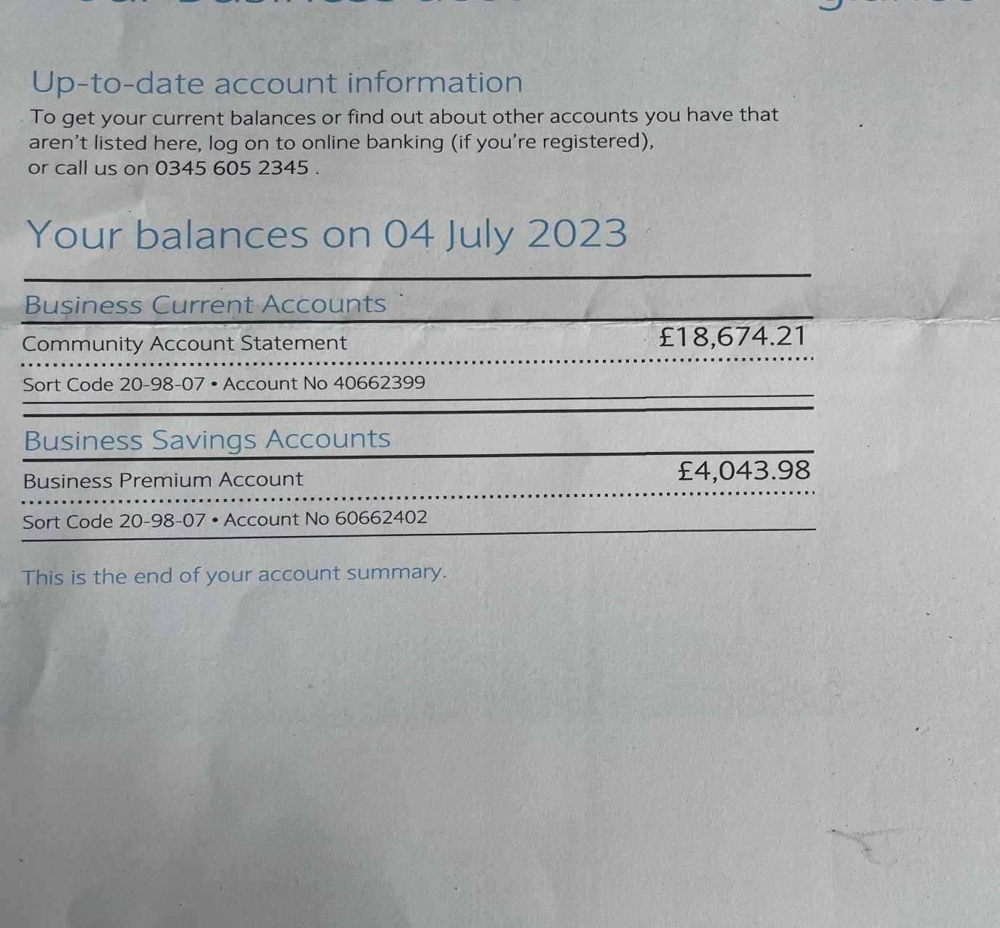 Up-to-date account information
To get your current balances or find out about other accounts you have that
aren't listed here, log on to online banking (if you're registered),
or call us on 0345 605 2345 .
Your balances on 04 July 2023
Business Current Accounts
Community Account Statement £18,674.21
Sort Code 20-98-07 • Account No 40662399
Business Savings Accounts
Business Premium Account £4,043.98
Sort Code 20-98-07 • Account No 60662402
This is the end of your account summary.